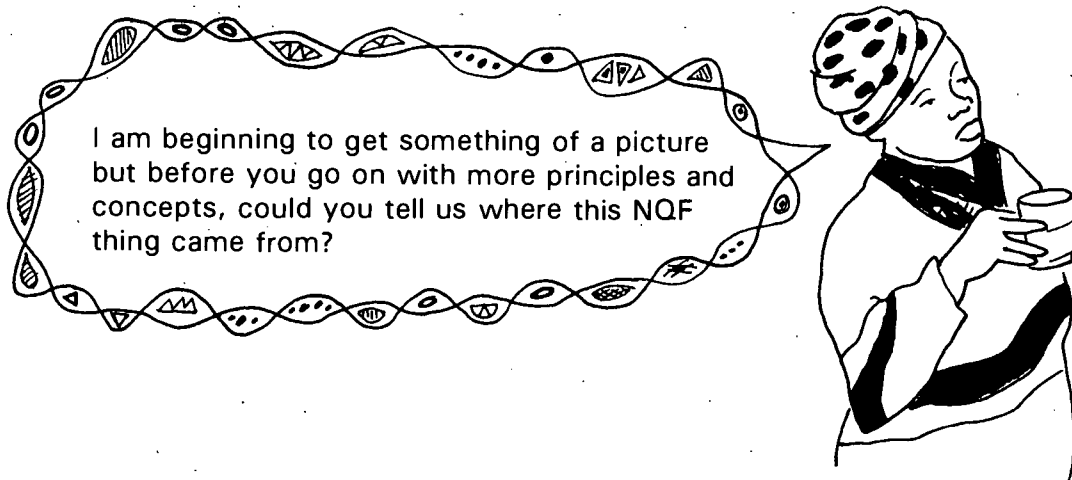 I am beginning to get something of a picture
but before you go on with more principles and
concepts, could you tell us where this NQF
thing came from?